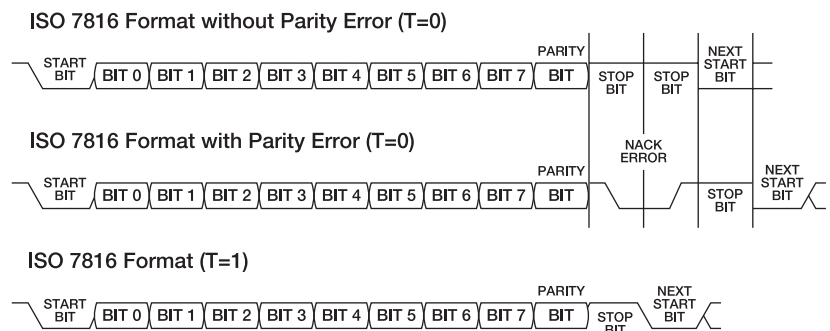 ISO 7816 Format without Parity Error (T=0)
START BIT BIT 0 BIT 1 BIT 2 BIT 3 BIT 4 BIT 5 BIT 6 BIT 7 PARITY BIT STOP BIT STOP BIT NEXT START BIT
ISO 7816 Format with Parity Error (T=0)
NACK ERROR
START BIT BIT 0 BIT 1 BIT 2 BIT 3 BIT 4 BIT 5 BIT 6 BIT 7 PARITY BIT STOP BIT NEXT START BIT
ISO 7816 Format (T=1)
START BIT BIT 0 BIT 1 BIT 2 BIT 3 BIT 4 BIT 5 BIT 6 BIT 7 PARITY BIT STOP BIT NEXT START BIT